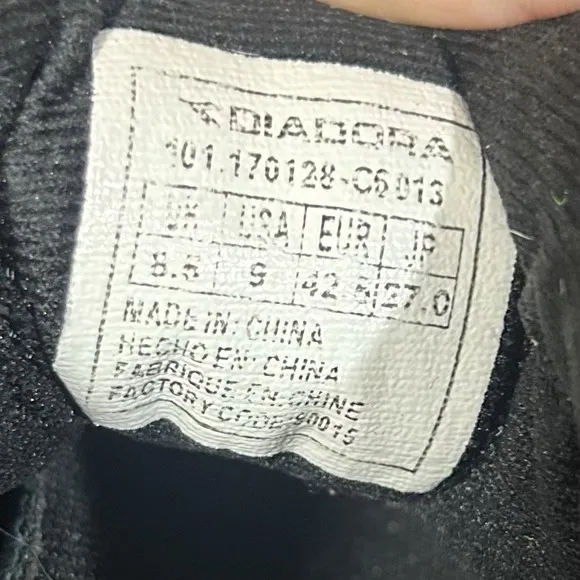 DIADORA
101.170128-C6013
UK USA EUR JP
8.5 9 42.5 27.0
MADE IN: CHINA
HECHO EN: CHINA
FABRIQUE EN: CHINE
FACTORY CODE: 90015